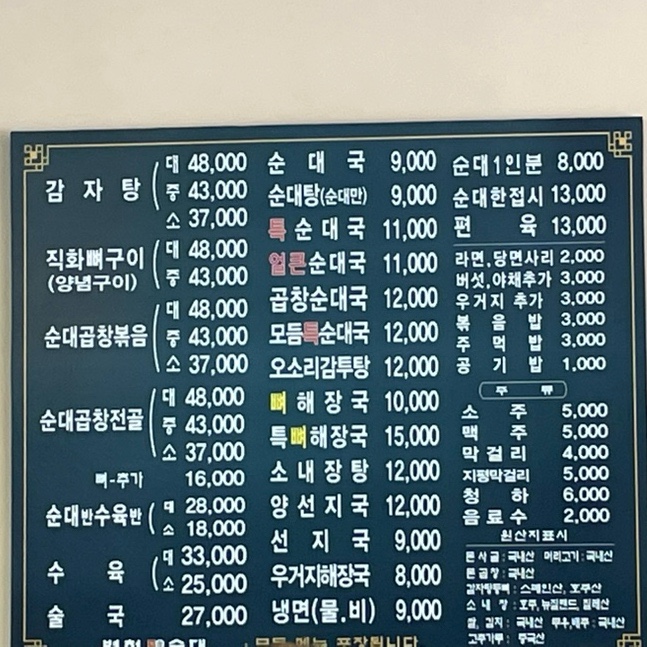 감자탕
대 48,000
중 43,000
소 37,000
직화뼈구이
(양념구이)
대 48,000
중 43,000
순대곱창볶음
대 48,000
중 43,000
소 37,000
순대곱창전골
대 48,000
중 43,000
소 37,000
뼈-추가 16,000
순대반수육반
대 28,000
소 18,000
수육
대 33,000
소 25,000
술국 27,000
순대국 9,000
순대탕(순대만) 9,000
특순대국 11,000
얼큰순대국 11,000
곱창순대국 12,000
모듬특순대국 12,000
오소리감투탕 12,000
뼈해장국 10,000
특뼈해장국 15,000
소내장탕 12,000
양선지국 12,000
선지국 9,000
우거지해장국 8,000
냉면(물.비) 9,000
순대1인분 8,000
순대한접시 13,000
편육 13,000
라면,당면사리 2,000
버섯,야채추가 3,000
우거지 추가 3,000
볶음밥 3,000
주먹밥 3,000
공기밥 1,000
주류
소주 5,000
맥주 5,000
막걸리 4,000
지평막걸리 5,000
청하 6,000
음료수 2,000
원산지표시
돈사골 : 국내산 머리고기 : 국내산
돈곱창 : 국내산
감자탕등뼈 : 스페인산, 호주산
소내장 : 호주, 뉴질랜드, 칠레산
쌀, 김치 : 국내산 무우,배추 : 국내산
고추가루 : 중국산